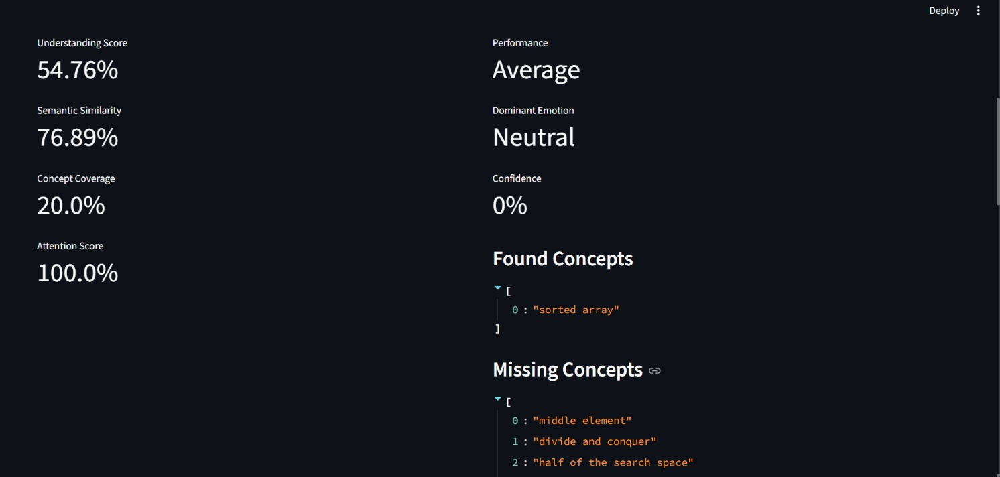 Deploy
Understanding Score
54.76%
Semantic Similarity
76.89%
Concept Coverage
20.0%
Attention Score
100.0%
Performance
Average
Dominant Emotion
Neutral
Confidence
0%
Found Concepts
[
0 : "sorted array"
]
Missing Concepts
[
0 : "middle element"
1 : "divide and conquer"
2 : "half of the search space"